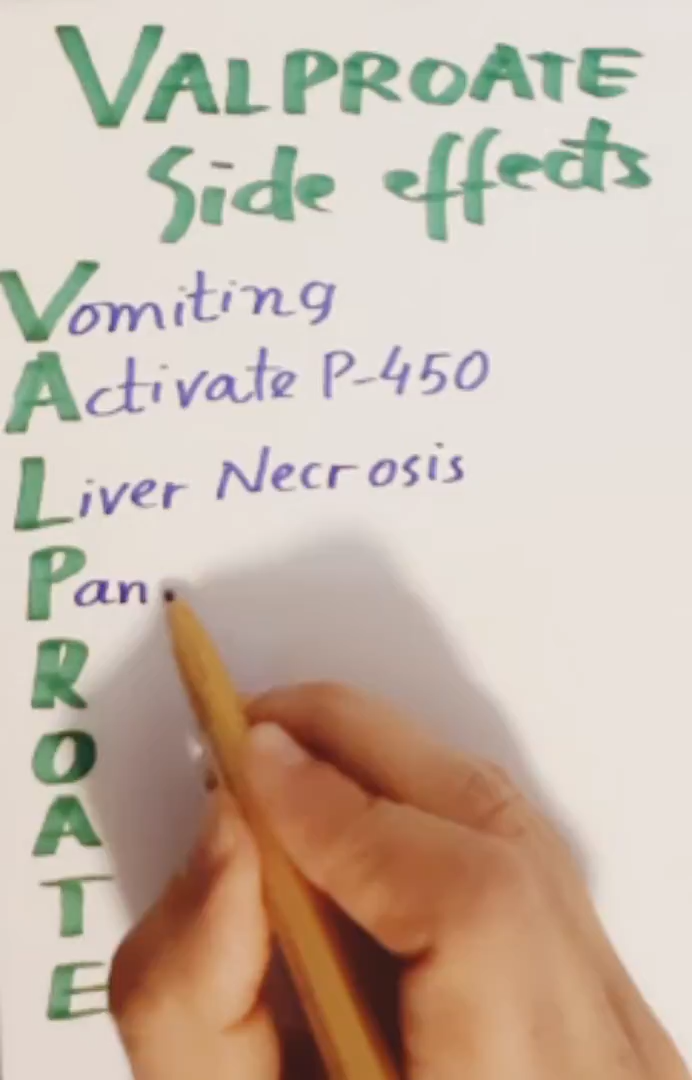 VALPROATE
Side effects
Vomiting
Activate P-450
Liver Necrosis
Pan
R
O
A
T
E